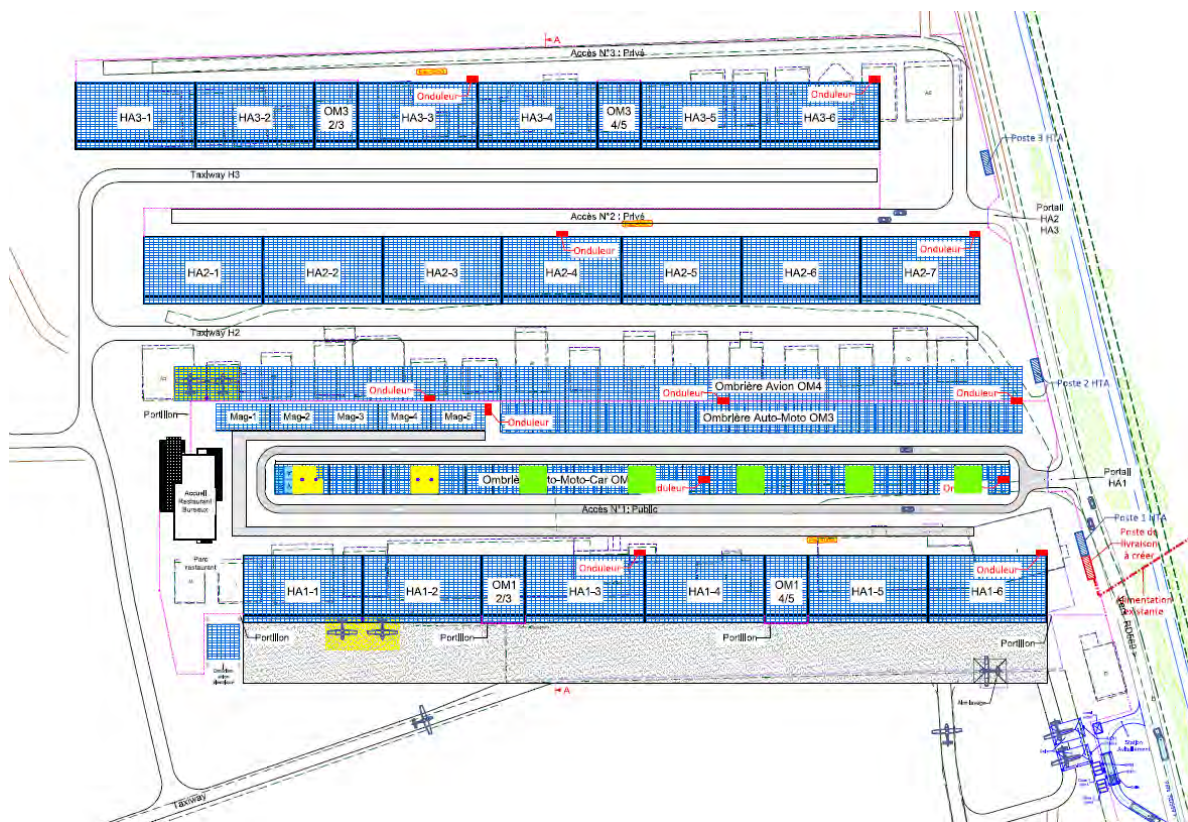 A
Accès N°3 : Privé
Onduleur
Onduleur
HA3-1
HA3-2
OM3
2/3
HA3-3
HA3-4
OM3
4/5
HA3-5
HA3-6
Poste 3 HTA
Taxiway H3
Accès N°2 : Privé
Portail
HA2
HA3
Onduleur
Onduleur
HA2-1
HA2-2
HA2-3
HA2-4
HA2-5
HA2-6
HA2-7
Taxiway H2
Poste 2 HTA
Onduleur
Onduleur
Ombrière Avion OM4
Onduleur
Portillon
Mag-1
Mag-2
Mag-3
Mag-4
Mag-5
Onduleur
Ombrière Auto-Moto OM3
Accueil
Restaurant
Bureaux
Portail
HA1
Accès N°1: Public
Poste 1 HTA
Poste de
livraison
à créer
Alimentation
existante
Parc
restaurant
Onduleur
Onduleur
HA1-1
HA1-2
OM1
2/3
HA1-3
HA1-4
OM1
4/5
HA1-5
HA1-6
Portillon
Portillon
Portillon
Portillon
A
Taxiway
Taxiway